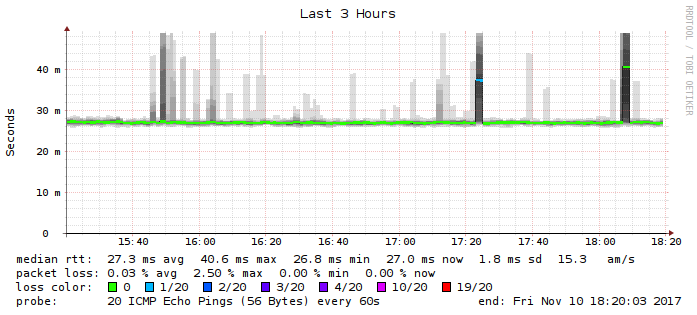 Last 3 Hours
RRDTOOL / TOBI OETIKER
Seconds
40 m
30 m
20 m
10 m
0
15:40 16:00 16:20 16:40 17:00 17:20 17:40 18:00 18:20
median rtt: 27.3 ms avg 40.6 ms max 26.8 ms min 27.0 ms now 1.8 ms sd 15.3 am/s
packet loss: 0.03 % avg 2.50 % max 0.00 % min 0.00 % now
loss color: 0 1/20 2/20 3/20 4/20 10/20 19/20
probe: 20 ICMP Echo Pings (56 Bytes) every 60s end: Fri Nov 10 18:20:03 2017